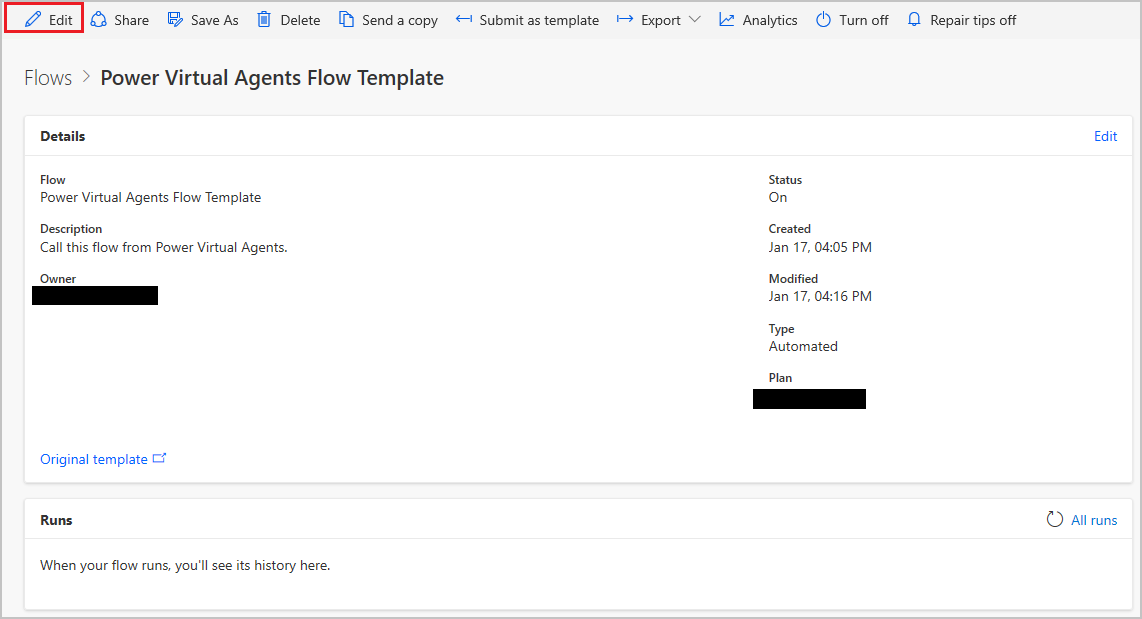 Edit Share Save As Delete Send a copy Submit as template Export Analytics Turn off Repair tips off
Flows > Power Virtual Agents Flow Template
Details Edit
Flow
Power Virtual Agents Flow Template
Description
Call this flow from Power Virtual Agents.
Owner
Status
On
Created
Jan 17, 04:05 PM
Modified
Jan 17, 04:16 PM
Type
Automated
Plan
Original template
Runs All runs
When your flow runs, you'll see its history here.